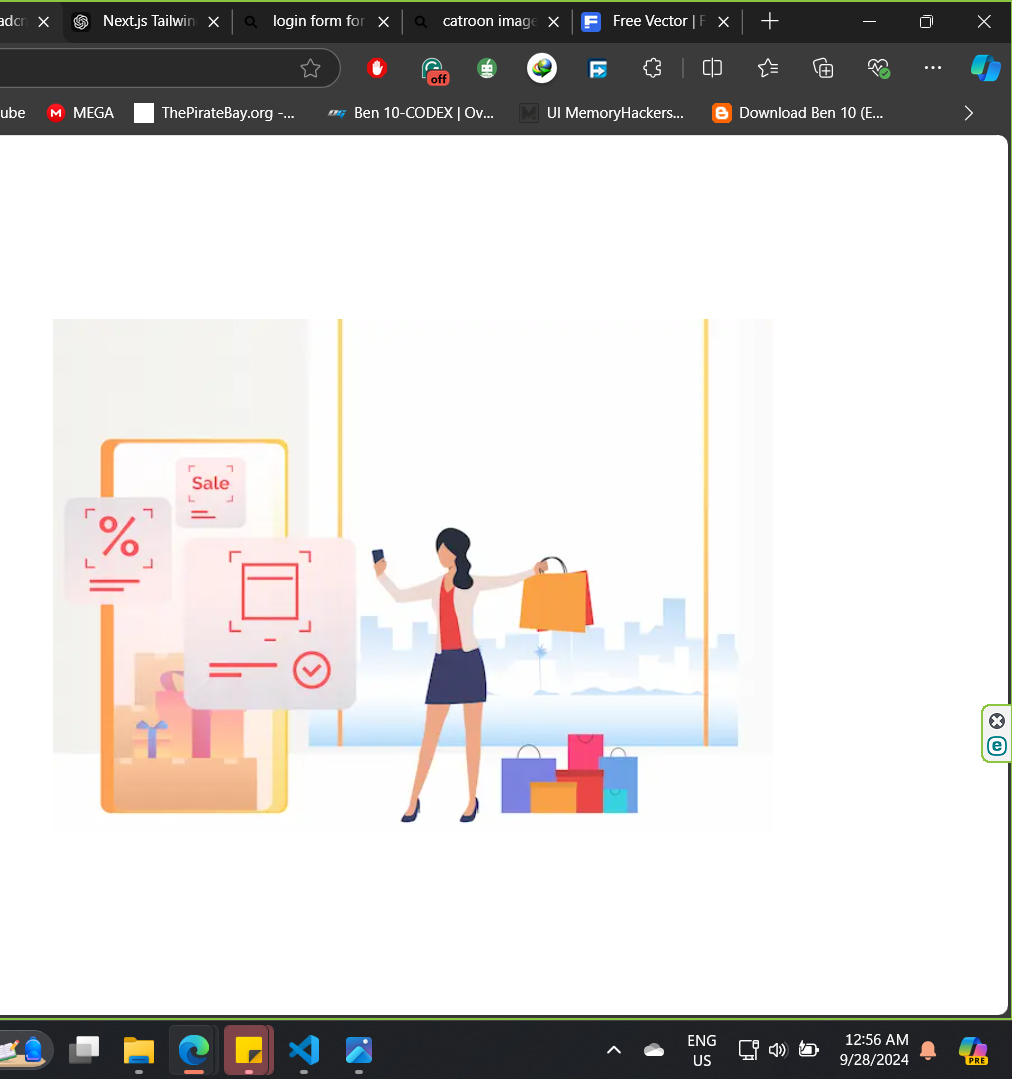 adcn
Next.js Tailwin
login form for
catroon image
Free Vector | F
off
ube
MEGA
ThePirateBay.org -...
Ben 10-CODEX | Ov...
UI MemoryHackers...
Download Ben 10 (E...
Sale
%
ENG
US
12:56 AM
9/28/2024
PRE